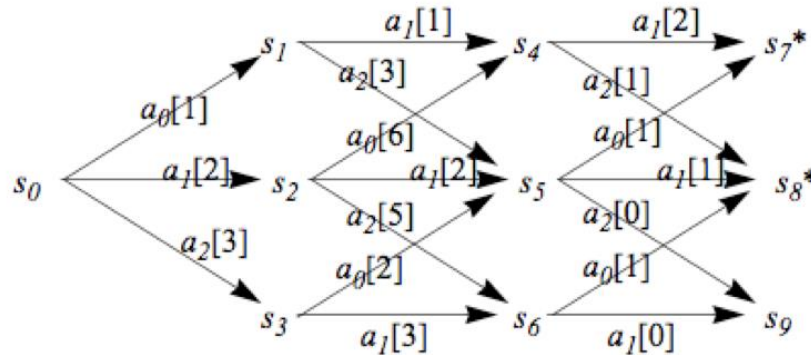 s₁ a₁[1] s₄ a₁[2] s₇*
a₂[3] a₂[1]
a₀[1] a₀[6] a₀[1]
s₀ a₁[2] s₂ a₁[2] s₅ a₁[1] s₈*
a₂[3] a₂[5] a₂[0]
a₀[2] a₀[1]
s₃ a₁[3] s₆ a₁[0] s₉